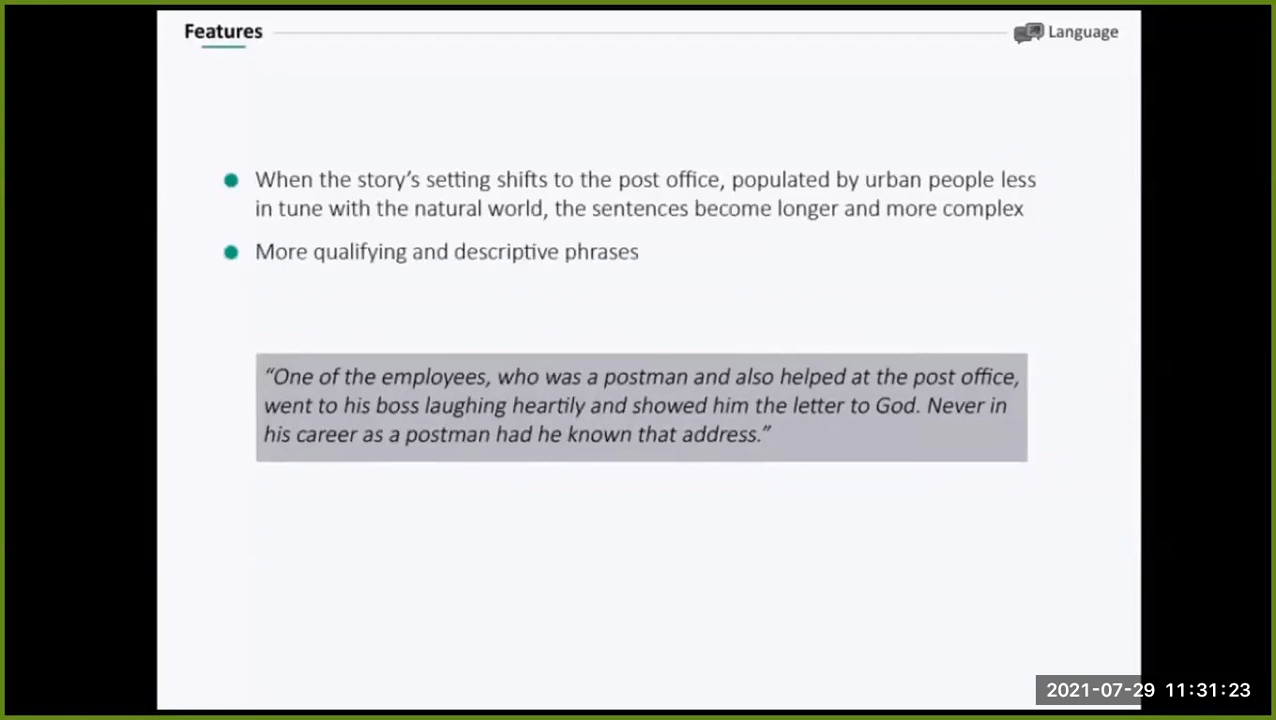 Features
Language
When the story’s setting shifts to the post office, populated by urban people less
in tune with the natural world, the sentences become longer and more complex
More qualifying and descriptive phrases
“One of the employees, who was a postman and also helped at the post office,
went to his boss laughing heartily and showed him the letter to God. Never in
his career as a postman had he known that address.”
2021-07-29 11:31:23